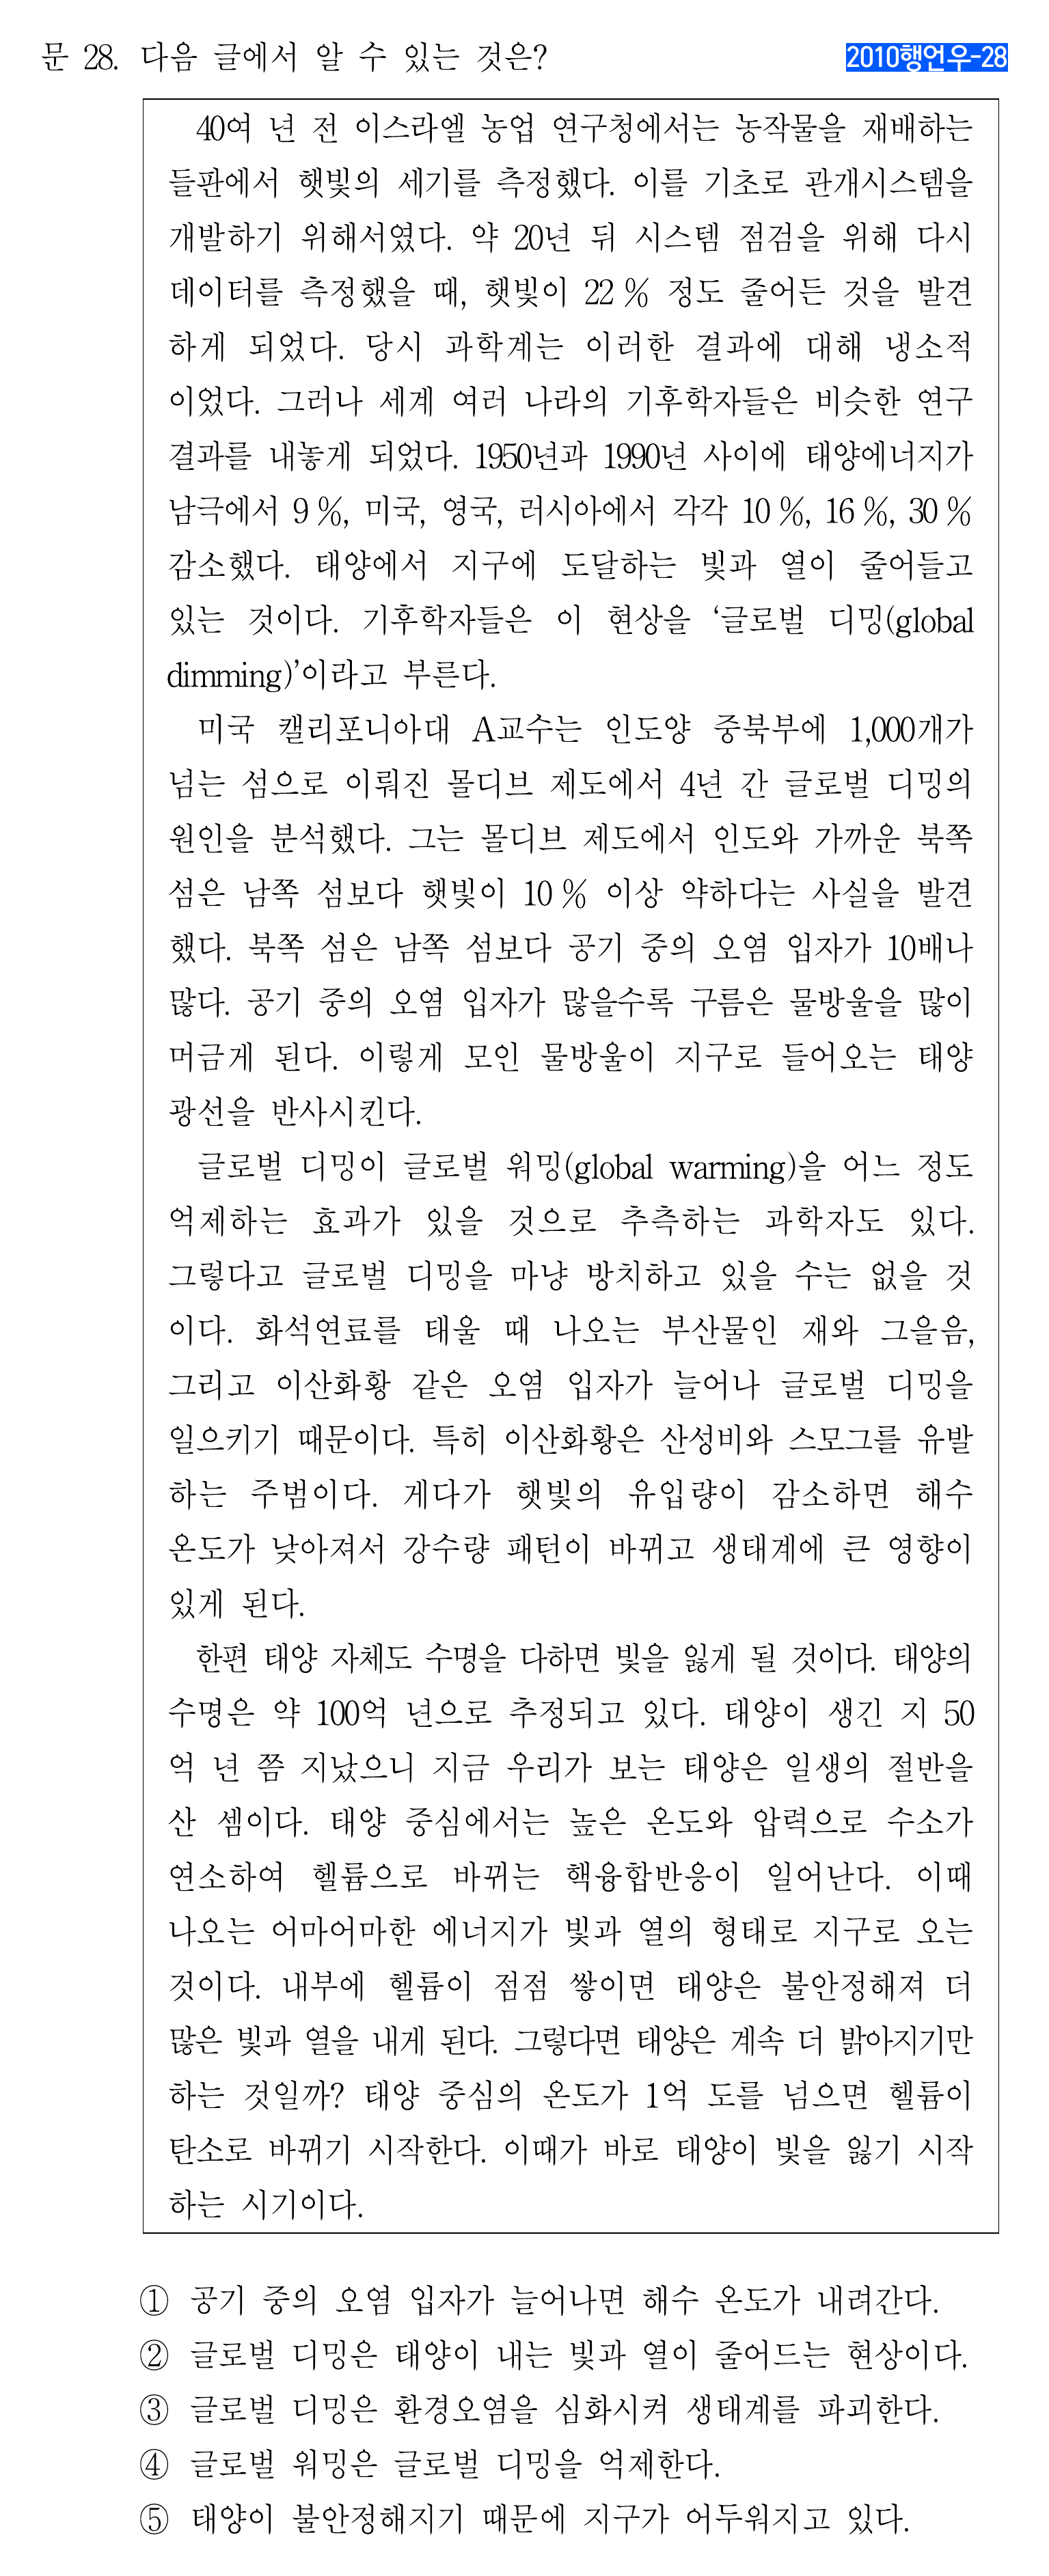 문 28. 다음 글에서 알 수 있는 것은?
2010행언우-28
40여 년 전 이스라엘 농업 연구청에서는 농작물을 재배하는
들판에서 햇빛의 세기를 측정했다. 이를 기초로 관개시스템을
개발하기 위해서였다. 약 20년 뒤 시스템 점검을 위해 다시
데이터를 측정했을 때, 햇빛이 22 % 정도 줄어든 것을 발견
하게 되었다. 당시 과학계는 이러한 결과에 대해 냉소적
이었다. 그러나 세계 여러 나라의 기후학자들은 비슷한 연구
결과를 내놓게 되었다. 1950년과 1990년 사이에 태양에너지가
남극에서 9 %, 미국, 영국, 러시아에서 각각 10 %, 16 %, 30 %
감소했다. 태양에서 지구에 도달하는 빛과 열이 줄어들고
있는 것이다. 기후학자들은 이 현상을 ‘글로벌 디밍(global
dimming)’이라고 부른다.
미국 캘리포니아대 A교수는 인도양 중북부에 1,000개가
넘는 섬으로 이뤄진 몰디브 제도에서 4년 간 글로벌 디밍의
원인을 분석했다. 그는 몰디브 제도에서 인도와 가까운 북쪽
섬은 남쪽 섬보다 햇빛이 10 % 이상 약하다는 사실을 발견
했다. 북쪽 섬은 남쪽 섬보다 공기 중의 오염 입자가 10배나
많다. 공기 중의 오염 입자가 많을수록 구름은 물방울을 많이
머금게 된다. 이렇게 모인 물방울이 지구로 들어오는 태양
광선을 반사시킨다.
글로벌 디밍이 글로벌 워밍(global warming)을 어느 정도
억제하는 효과가 있을 것으로 추측하는 과학자도 있다.
그렇다고 글로벌 디밍을 마냥 방치하고 있을 수는 없을 것
이다. 화석연료를 태울 때 나오는 부산물인 재와 그을음,
그리고 이산화황 같은 오염 입자가 늘어나 글로벌 디밍을
일으키기 때문이다. 특히 이산화황은 산성비와 스모그를 유발
하는 주범이다. 게다가 햇빛의 유입량이 감소하면 해수
온도가 낮아져서 강수량 패턴이 바뀌고 생태계에 큰 영향이
있게 된다.
한편 태양 자체도 수명을 다하면 빛을 잃게 될 것이다. 태양의
수명은 약 100억 년으로 추정되고 있다. 태양이 생긴 지 50
억 년 쯤 지났으니 지금 우리가 보는 태양은 일생의 절반을
산 셈이다. 태양 중심에서는 높은 온도와 압력으로 수소가
연소하여 헬륨으로 바뀌는 핵융합반응이 일어난다. 이때
나오는 어마어마한 에너지가 빛과 열의 형태로 지구로 오는
것이다. 내부에 헬륨이 점점 쌓이면 태양은 불안정해져 더
많은 빛과 열을 내게 된다. 그렇다면 태양은 계속 더 밝아지기만
하는 것일까? 태양 중심의 온도가 1억 도를 넘으면 헬륨이
탄소로 바뀌기 시작한다. 이때가 바로 태양이 빛을 잃기 시작
하는 시기이다.
① 공기 중의 오염 입자가 늘어나면 해수 온도가 내려간다.
② 글로벌 디밍은 태양이 내는 빛과 열이 줄어드는 현상이다.
③ 글로벌 디밍은 환경오염을 심화시켜 생태계를 파괴한다.
④ 글로벌 워밍은 글로벌 디밍을 억제한다.
⑤ 태양이 불안정해지기 때문에 지구가 어두워지고 있다.